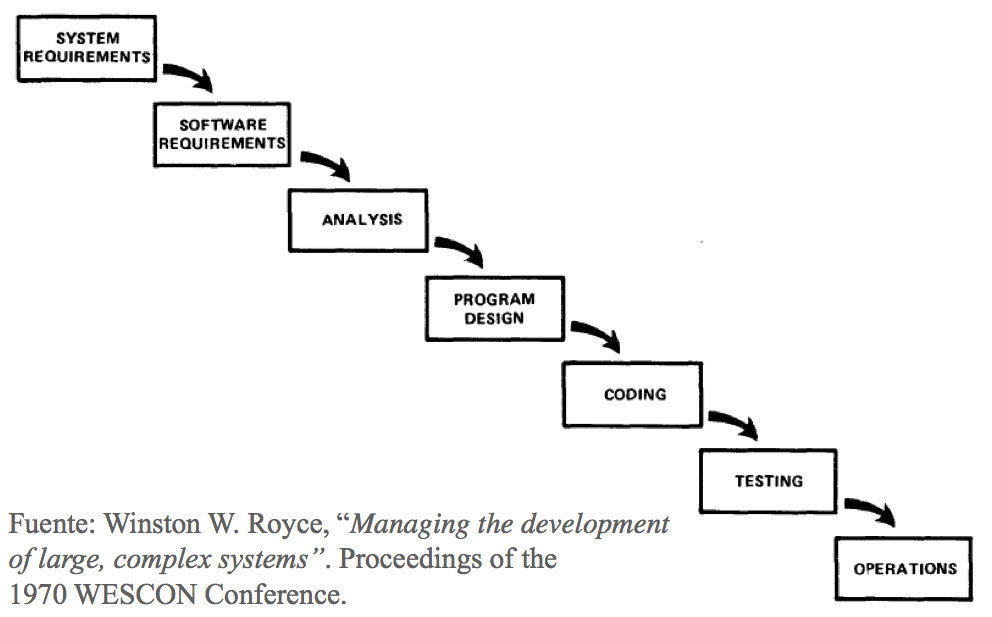 SYSTEM
REQUIREMENTS
SOFTWARE
REQUIREMENTS
ANALYSIS
PROGRAM
DESIGN
CODING
TESTING
OPERATIONS
Fuente: Winston W. Royce, “Managing the development
of large, complex systems”. Proceedings of the
1970 WESCON Conference.